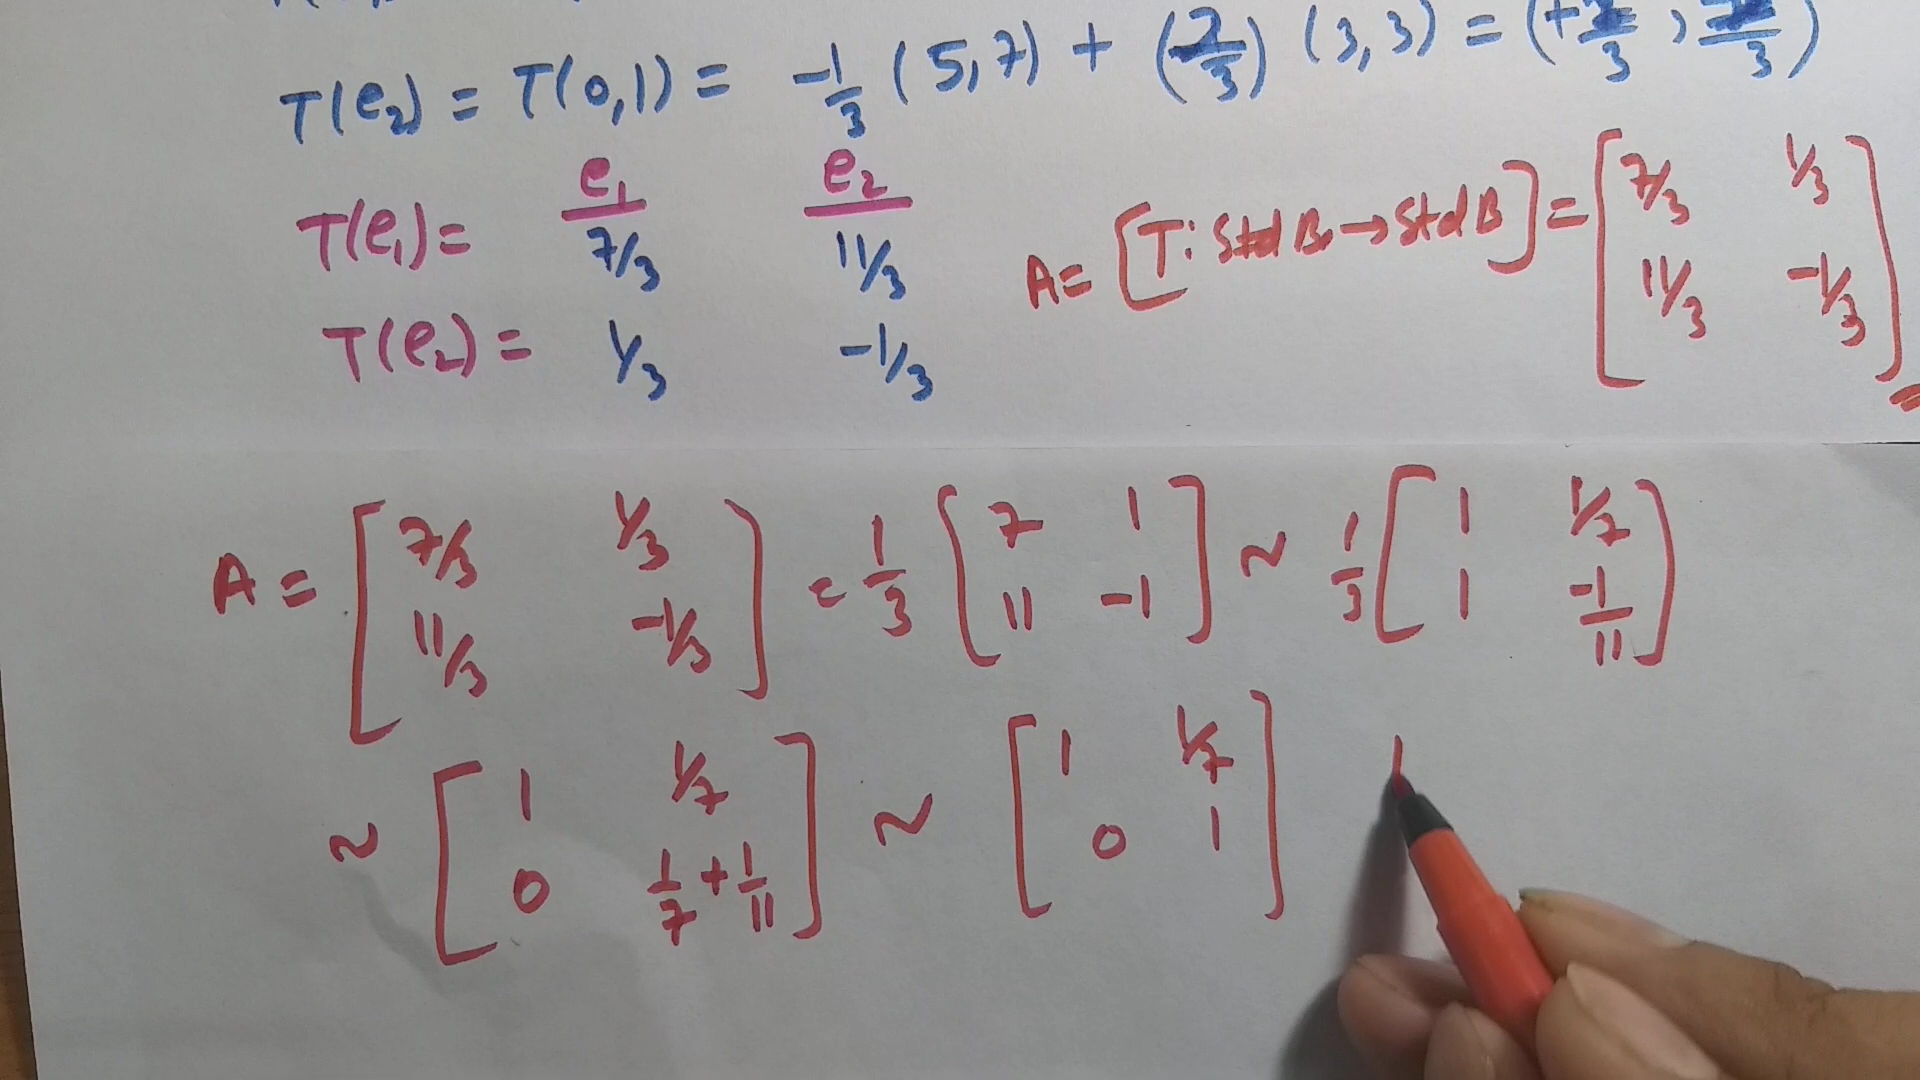 T(e₂) = T(0,1) = -1/3 (5,7) + (2/3) (3,3) = (+ /3 , /3)
e₁ e₂
T(e₁) = 7/3 11/3
T(e₂) = 1/3 -1/3
A = [T: Std B → Std B] = [7/3 1/3
11/3 -1/3]
A = [7/3 1/3 = 1/3 [7 1 ~ 1/3 [1 1/7
11/3 -1/3] 11 -1] 1 -1/11]
~ [1 1/7 ~ [1 1/7
0 1/7 + 1/11] 0 1]